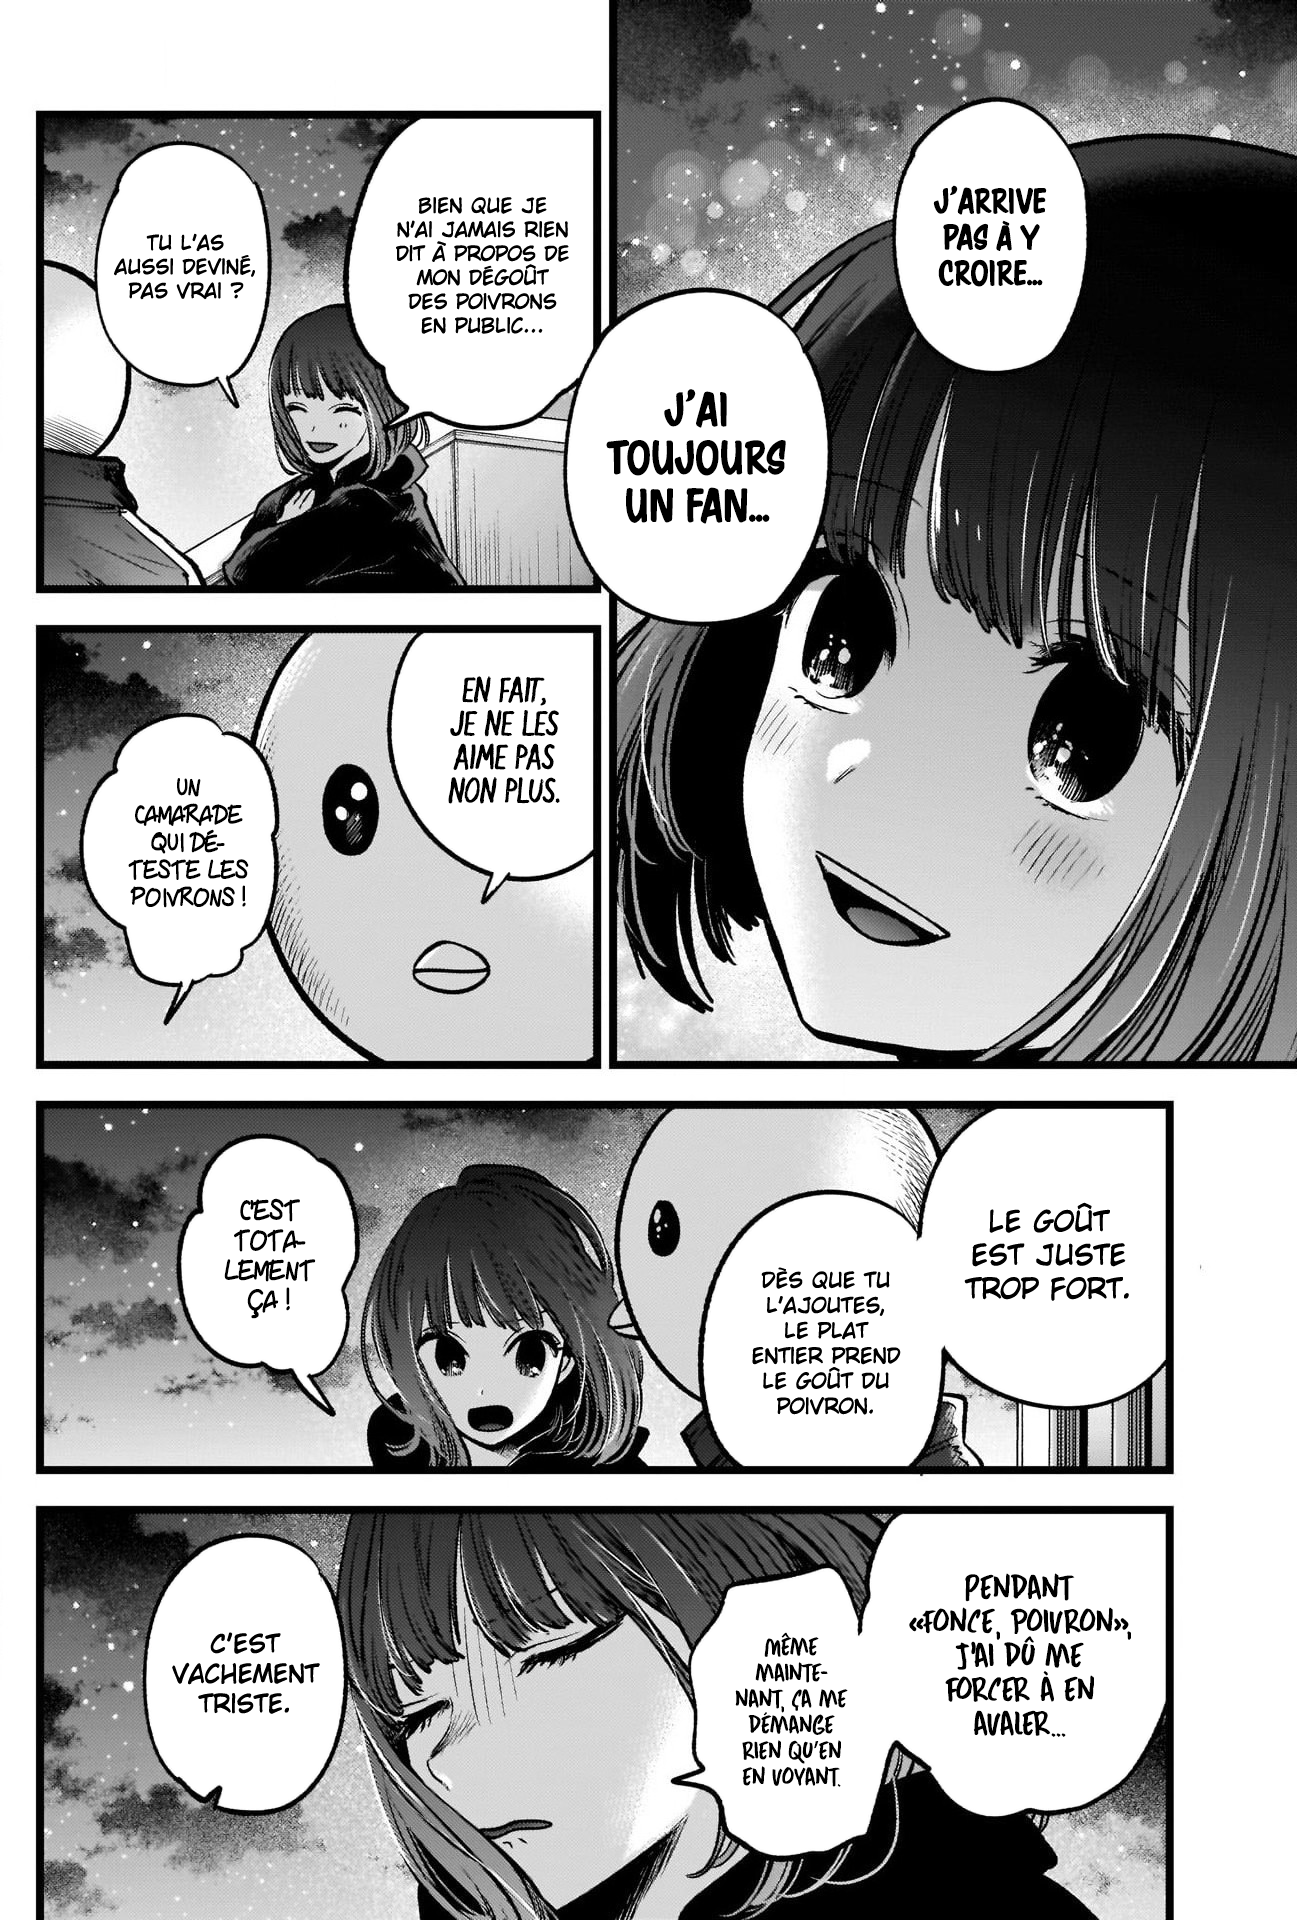 J'ARRIVE
PAS À Y
CROIRE...
J'AI
TOUJOURS
UN FAN...
BIEN QUE JE
N'AI JAMAIS RIEN
DIT À PROPOS DE
MON DÉGOÛT
DES POIVRONS
EN PUBLIC...
TU L'AS
AUSSI DEVINÉ,
PAS VRAI ?
EN FAIT,
JE NE LES
AIME PAS
NON PLUS.
UN
CAMARADE
QUI DÉ-
TESTE LES
POIVRONS !
LE GOÛT
EST JUSTE
TROP FORT.
DÈS QUE TU
L'AJOUTES,
LE PLAT
ENTIER PREND
LE GOÛT DU
POIVRON.
C'EST
TOTA-
LEMENT
ÇA !
PENDANT
«FONCE, POIVRON»,
J'AI DÛ ME
FORCER À EN
AVALER...
MÊME
MAINTE-
NANT, ÇA ME
DÉMANGE
RIEN QU'EN
EN VOYANT.
C'EST
VACHEMENT
TRISTE.